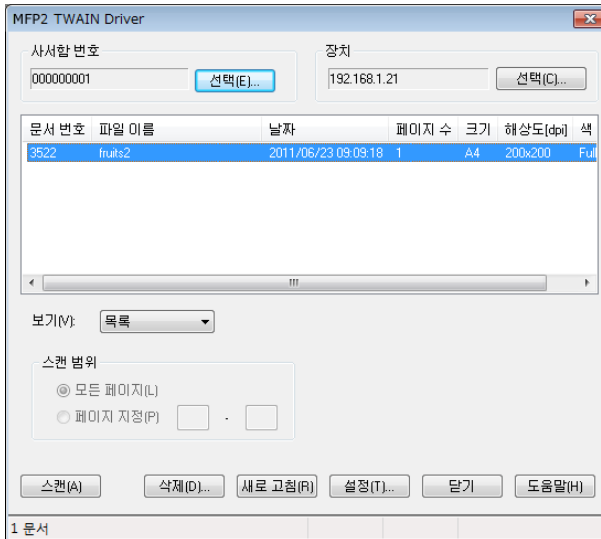 MFP2 TWAIN Driver
사서함 번호 장치
000000001 선택(E)... 192.168.1.21 선택(C)...
문서 번호 파일 이름 날짜 페이지 수 크기 해상도[dpi] 색
3522 fruits2 2011/06/23 09:09:18 1 A4 200x200 Full
보기(V): 목록
스캔 범위
모든 페이지(L)
페이지 지정(P) -
스캔(A) 삭제(D)... 새로 고침(R) 설정(T)... 닫기 도움말(H)
1 문서